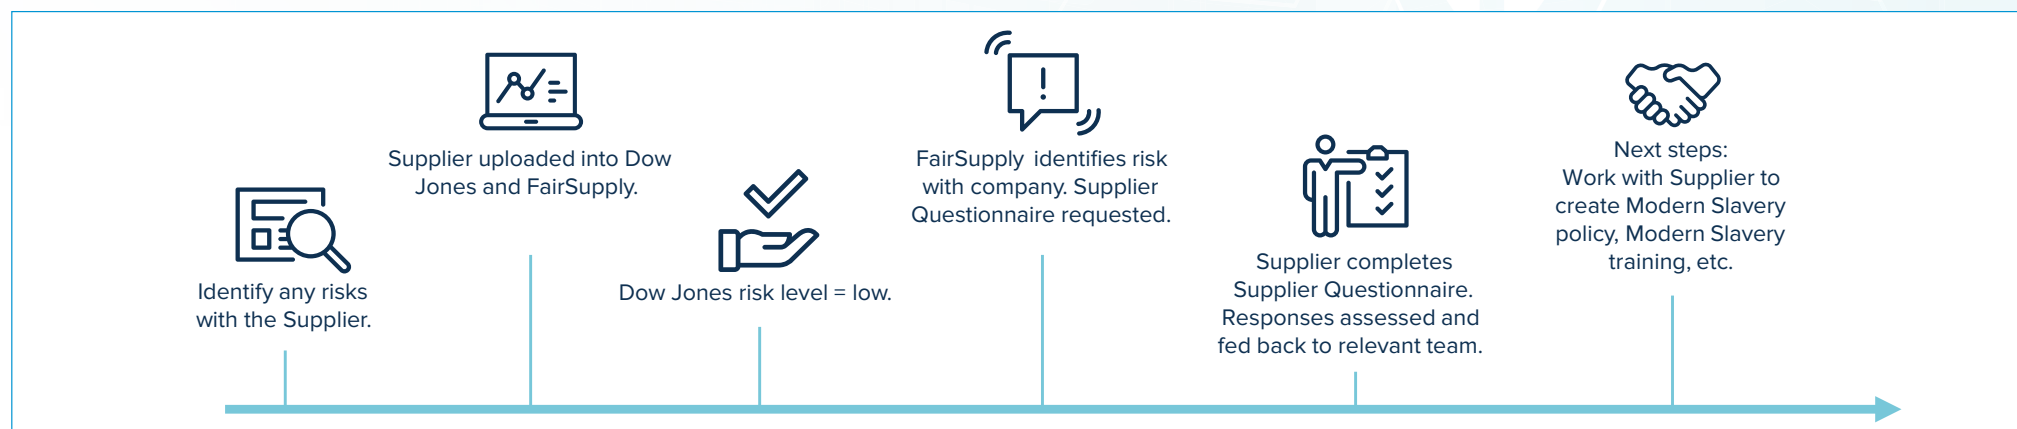 Identify any risks
with the Supplier.
Supplier uploaded into Dow
Jones and FairSupply.
Dow Jones risk level = low.
FairSupply identifies risk
with company. Supplier
Questionnaire requested.
Supplier completes
Supplier Questionnaire.
Responses assessed and
fed back to relevant team.
Next steps:
Work with Supplier to
create Modern Slavery
policy, Modern Slavery
training, etc.